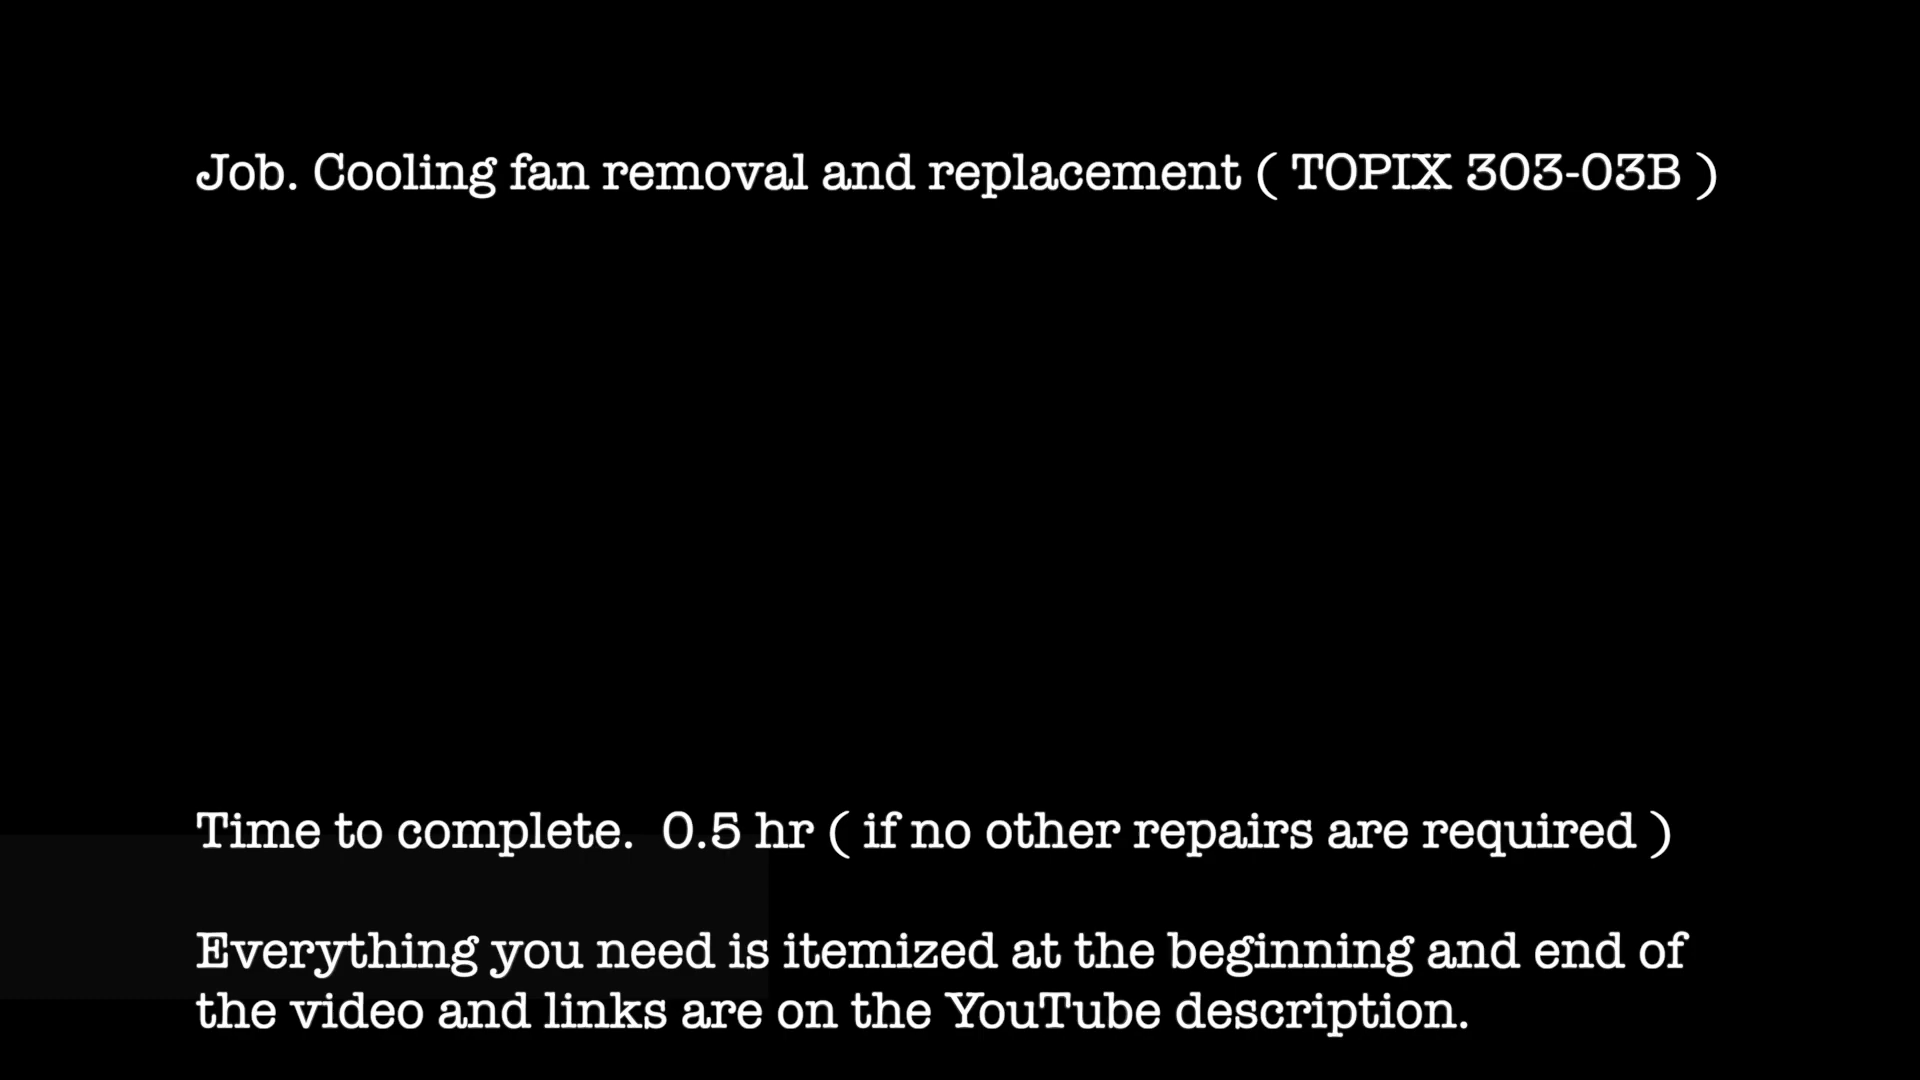 Job. Cooling fan removal and replacement ( TOPIX 303-03B )
Time to complete.  0.5 hr ( if no other repairs are required )
Everything you need is itemized at the beginning and end of
the video and links are on the YouTube description.